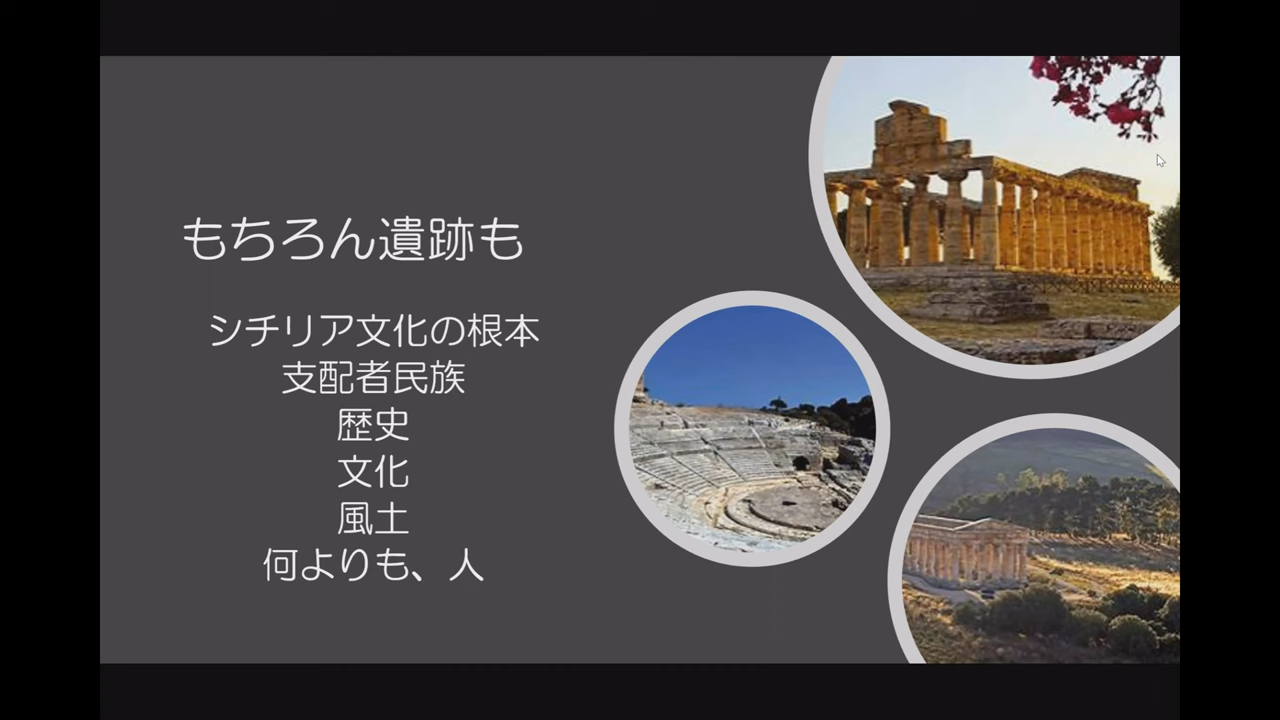 もちろん遺跡も
シチリア文化の根本
支配者民族
歴史
文化
風土
何よりも、人